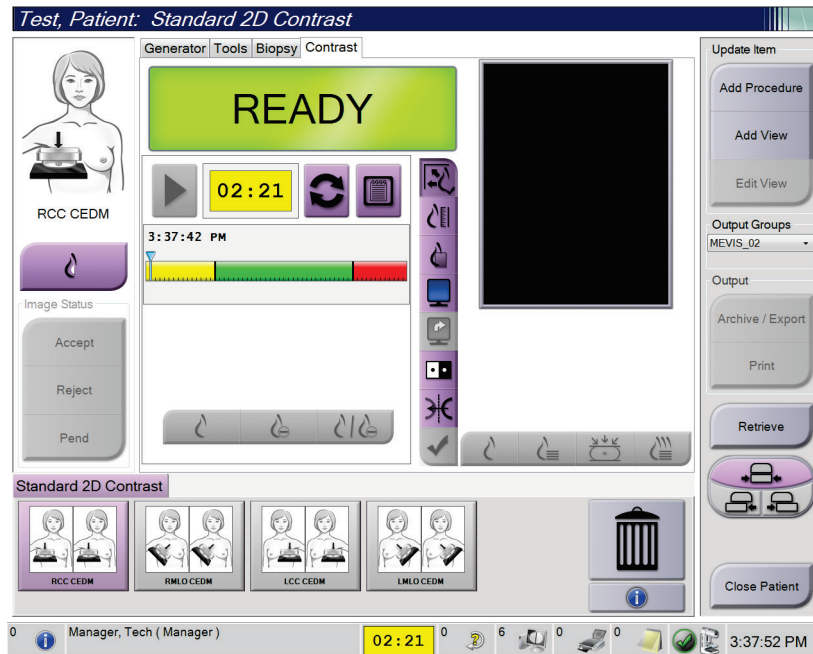 Test, Patient: Standard 2D Contrast
Generator Tools Biopsy Contrast
READY
02:21
3:37:42 PM
RCC CEDM
Image Status
Accept
Reject
Pend
Update Item
Add Procedure
Add View
Edit View
Output Groups
MEVIS_02
Output
Archive / Export
Print
Retrieve
Close Patient
Standard 2D Contrast
RCC CEDM
RMLO CEDM
LCC CEDM
LMLO CEDM
0 Manager, Tech ( Manager ) 02:21 0 6 0 0 3:37:52 PM